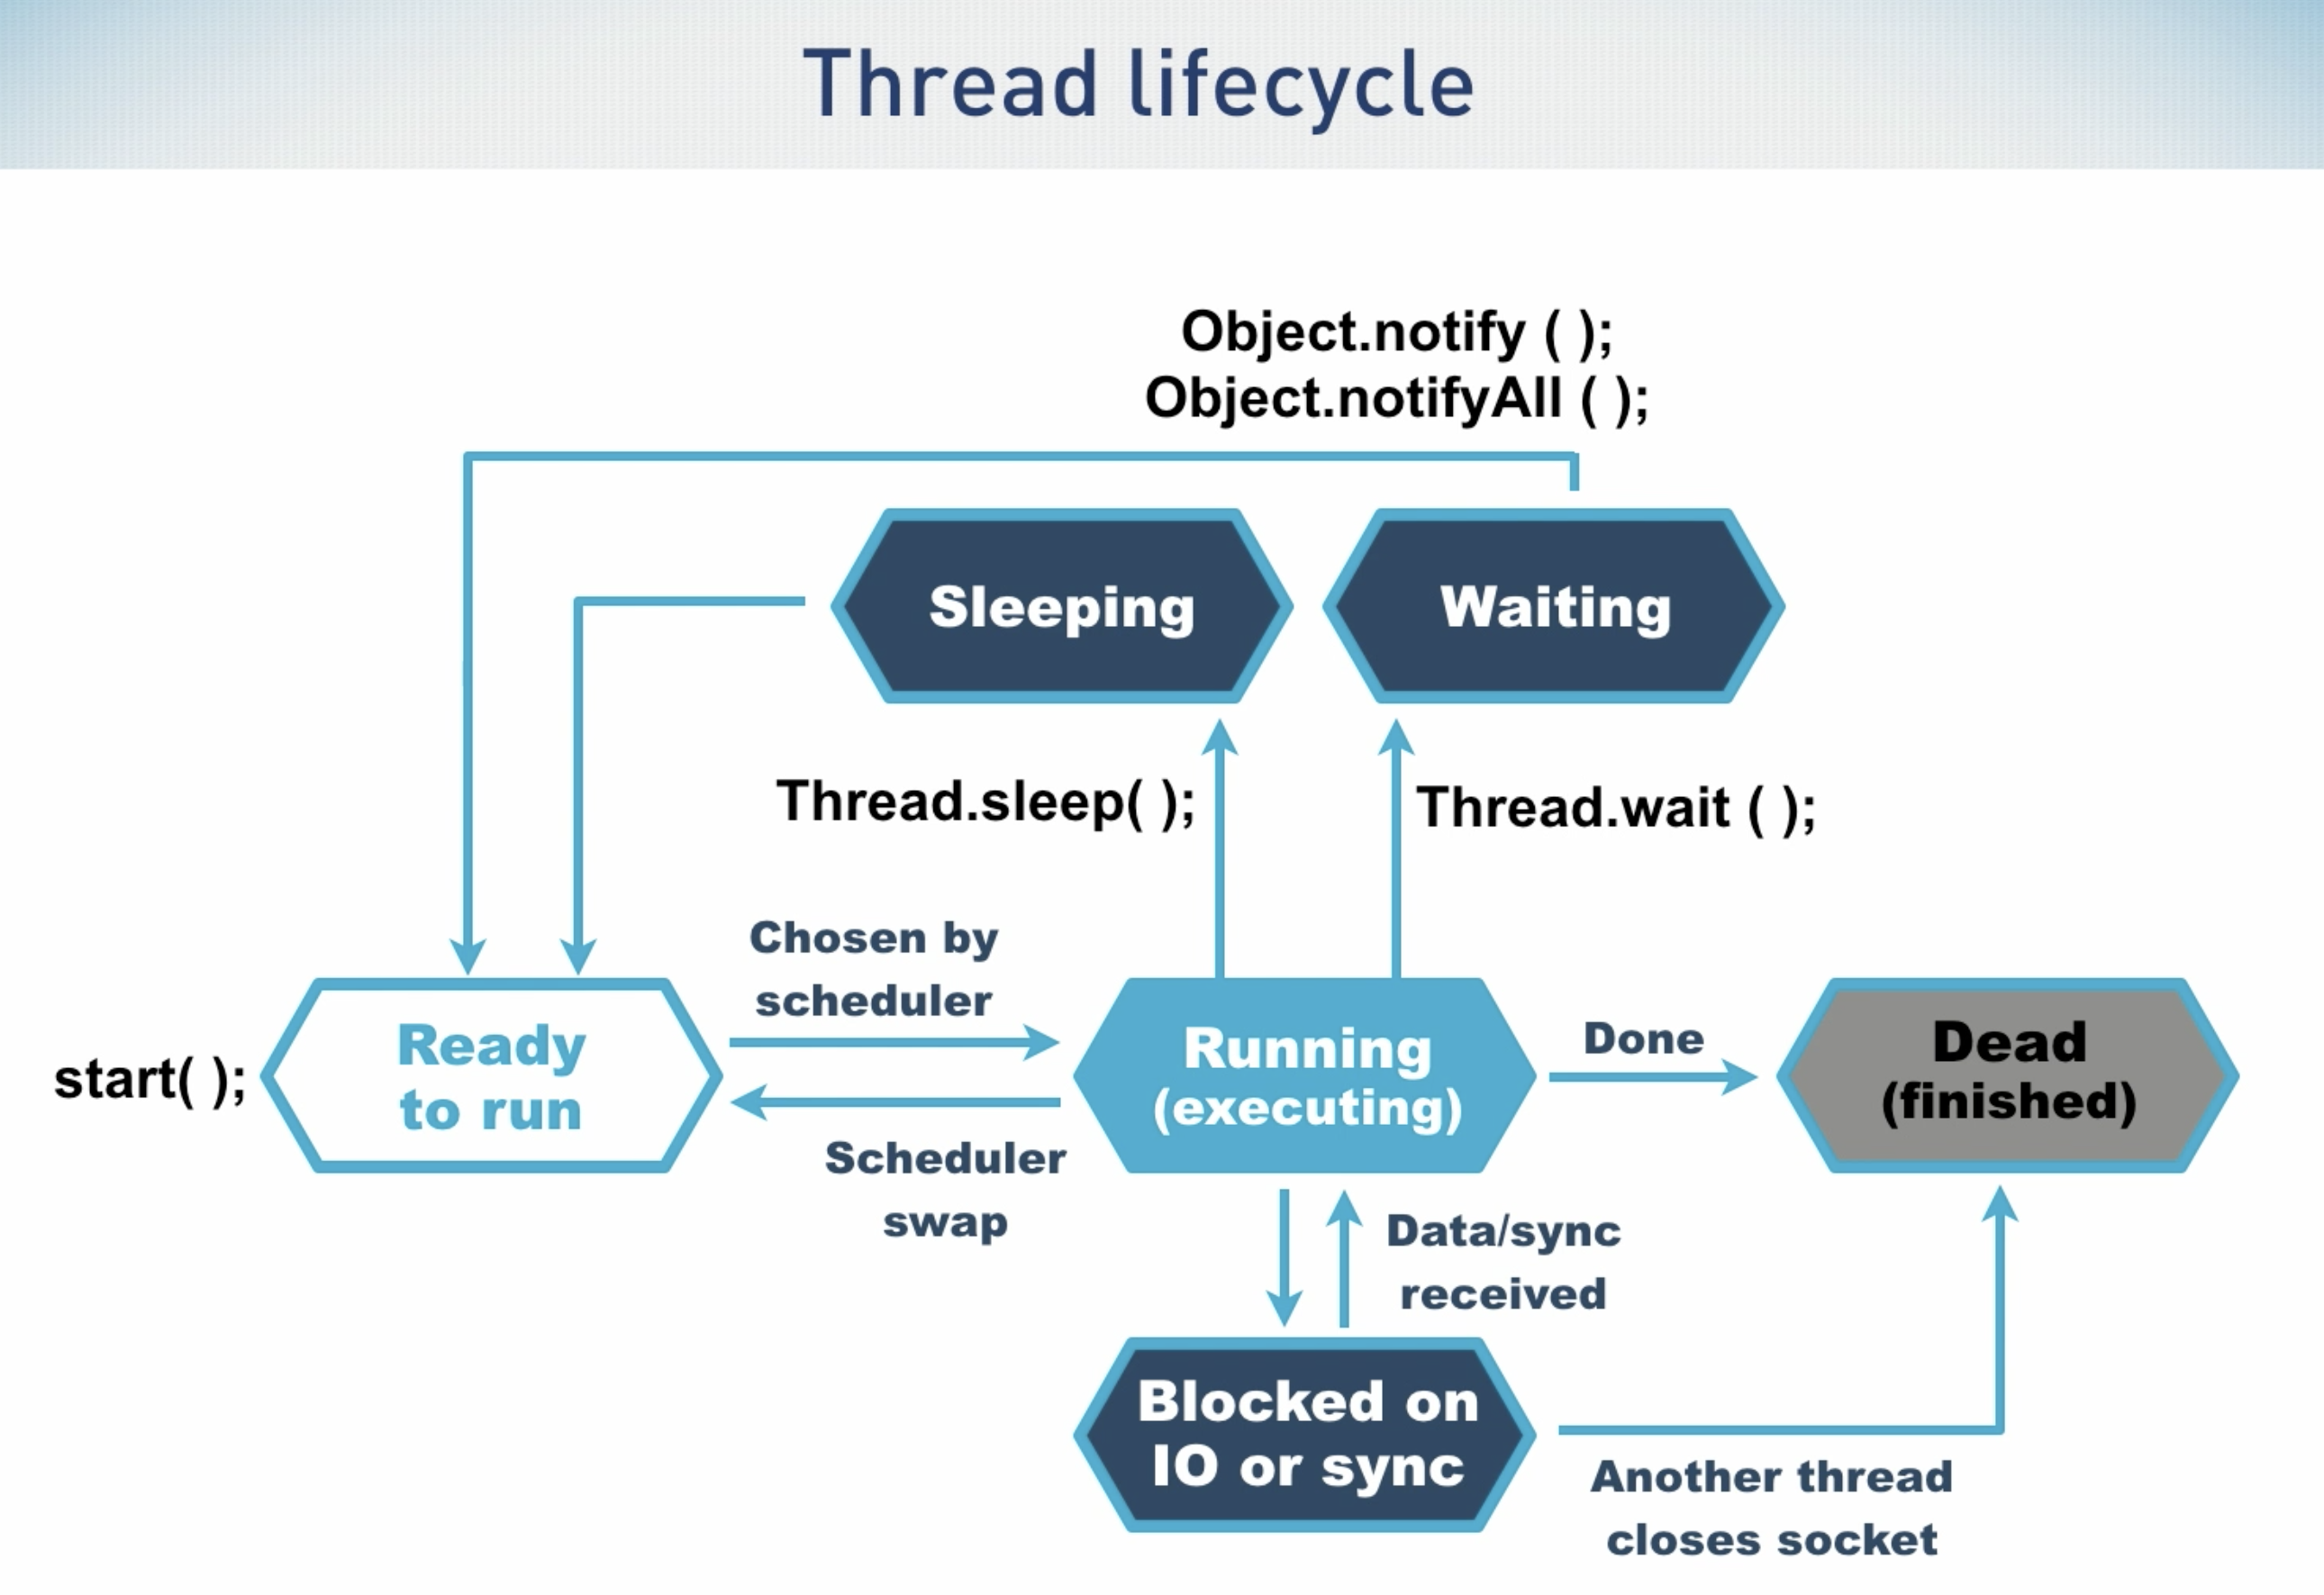 Thread lifecycle
Object.notify ( );
Object.notifyAll ( );
Sleeping
Waiting
Thread.sleep( );
Thread.wait ( );
Chosen by
scheduler
start( );
Ready
to run
Running
(executing)
Done
Dead
(finished)
Scheduler
swap
Data/sync
received
Blocked on
IO or sync
Another thread
closes socket